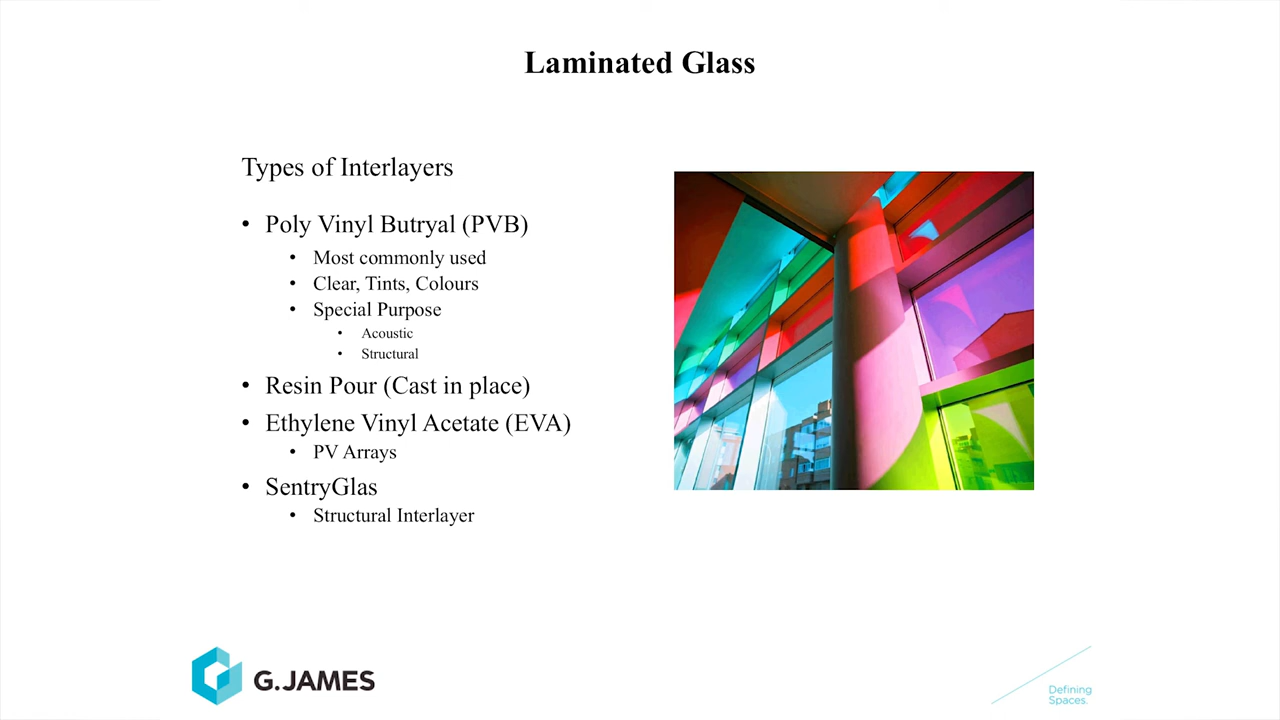 Laminated Glass
Types of Interlayers
• Poly Vinyl Butryal (PVB)
• Most commonly used
• Clear, Tints, Colours
• Special Purpose
• Acoustic
• Structural
• Resin Pour (Cast in place)
• Ethylene Vinyl Acetate (EVA)
• PV Arrays
• SentryGlas
• Structural Interlayer
G.JAMES
Defining
Spaces.